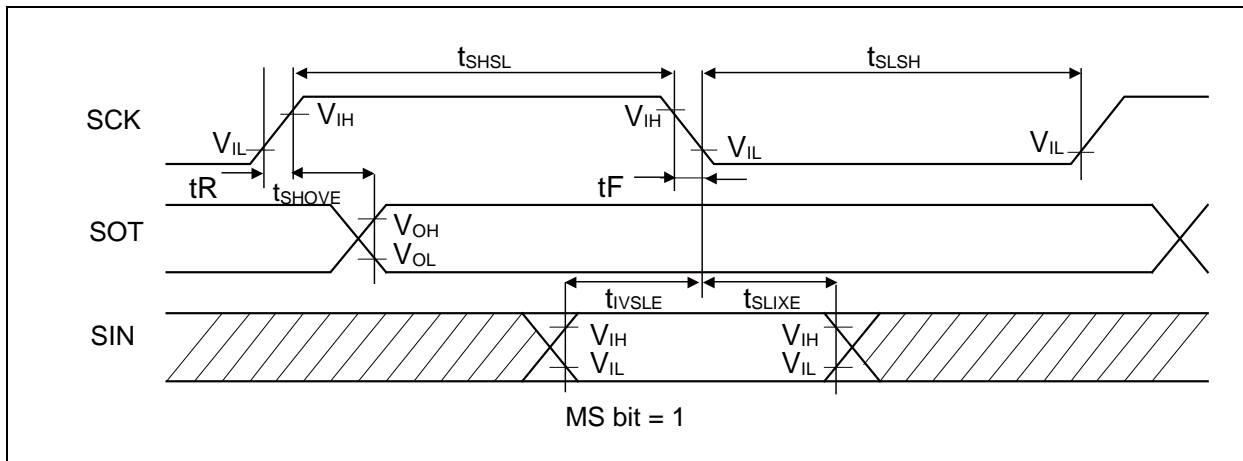 tSHSL
tSLSH
SCK
VIH
VIH
VIL
VIL
VIL
tR
tSHOVE
tF
SOT
VOH
VOL
tIVSLE
tSLIXE
SIN
VIH
VIH
VIL
VIL
MS bit = 1